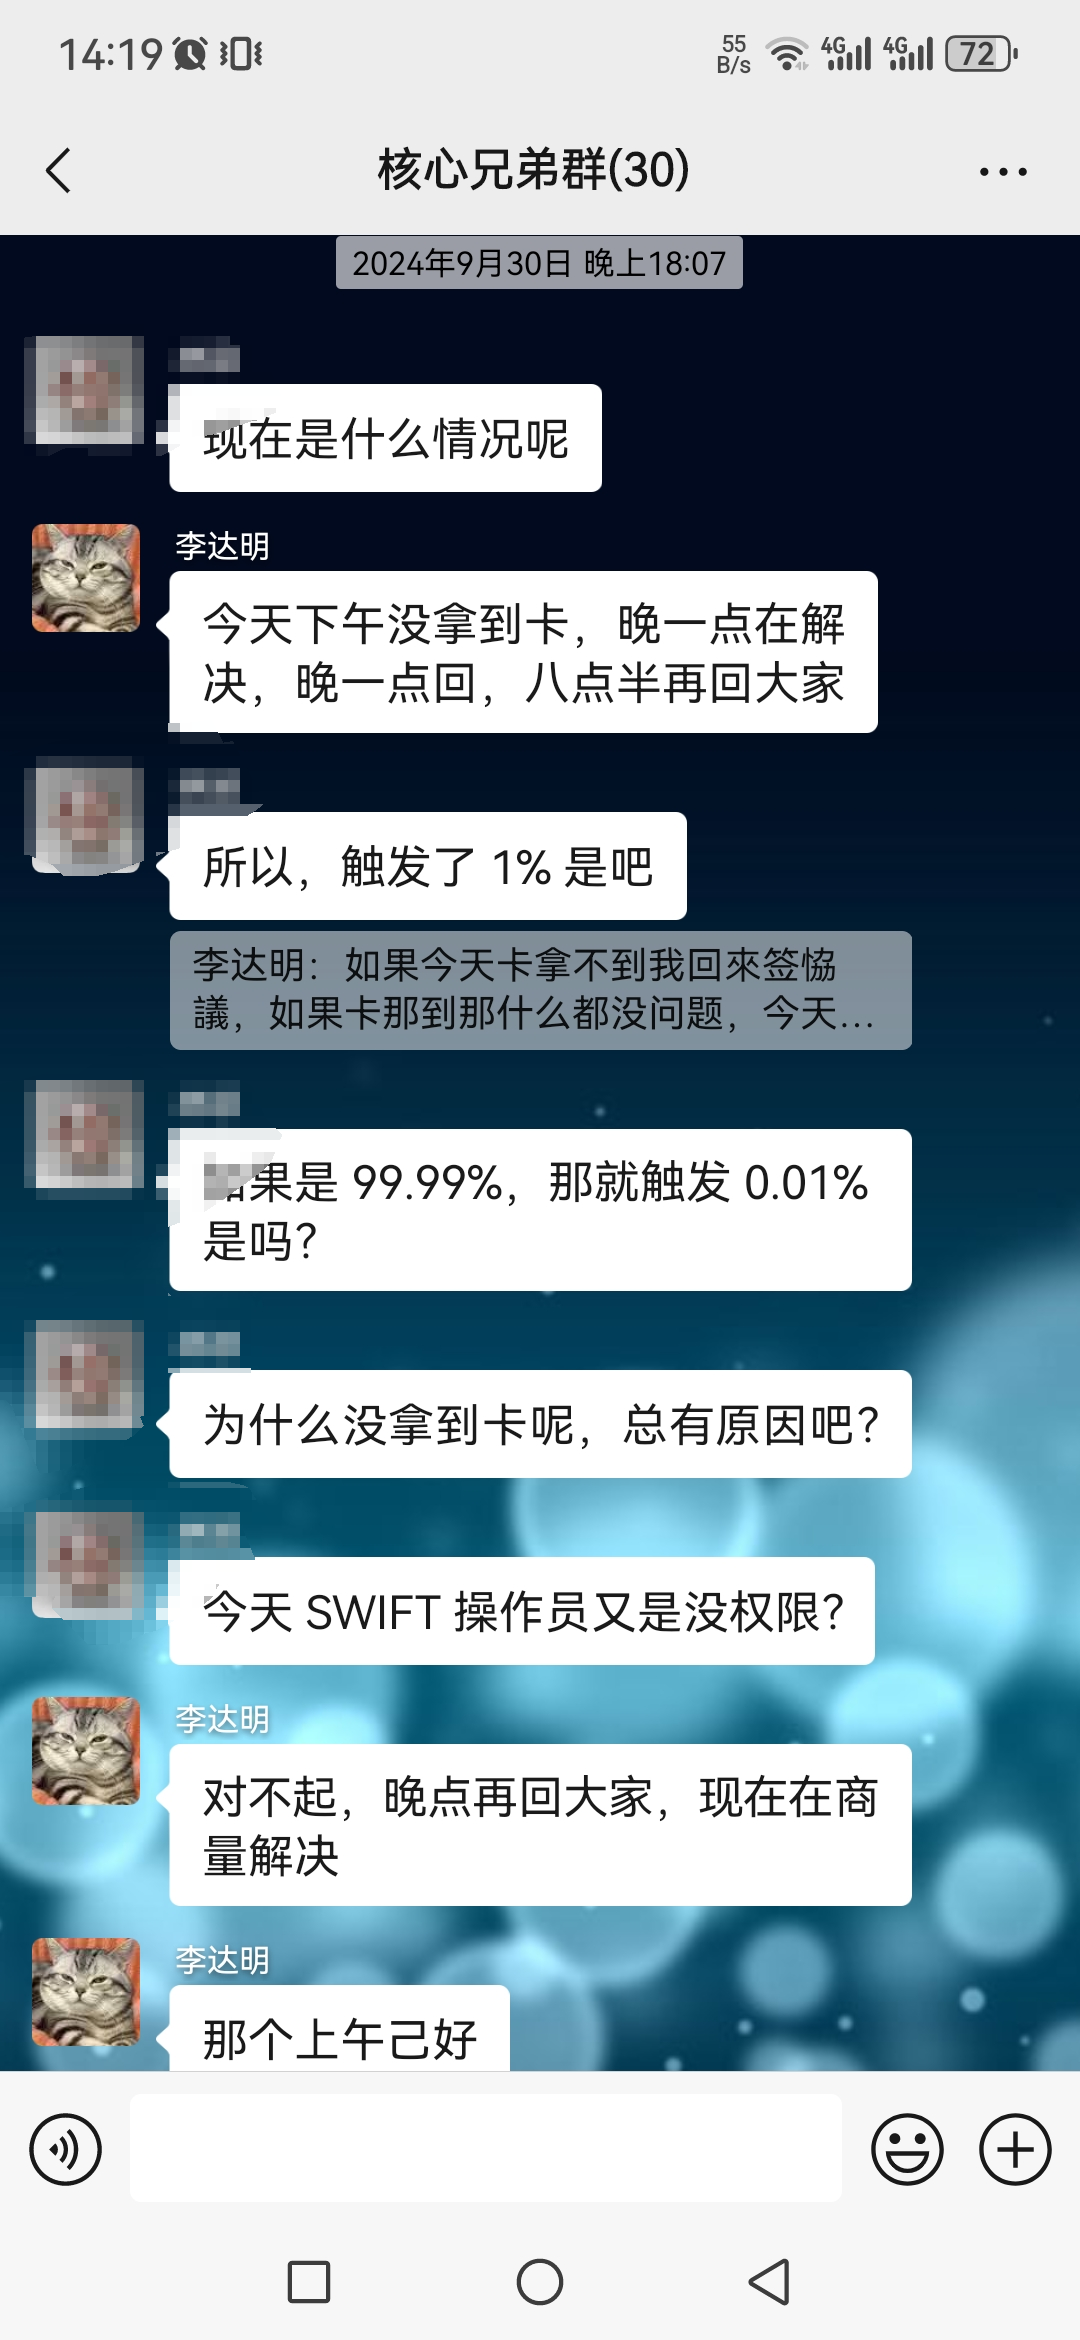 14:19
55
B/s
4G
4G
72
核心兄弟群(30)
2024年9月30日 晚上18:07
现在是什么情况呢
李达明
今天下午没拿到卡，晚一点在解
决，晚一点回，八点半再回大家
所以，触发了 1% 是吧
李达明：如果今天卡拿不到我回來签恊
議，如果卡那到那什么都没问题，今天...
果是 99.99%，那就触发 0.01%
是吗？
为什么没拿到卡呢，总有原因吧？
今天 SWIFT 操作员又是没权限？
李达明
对不起，晚点再回大家，现在在商
量解决
李达明
那个上午己好